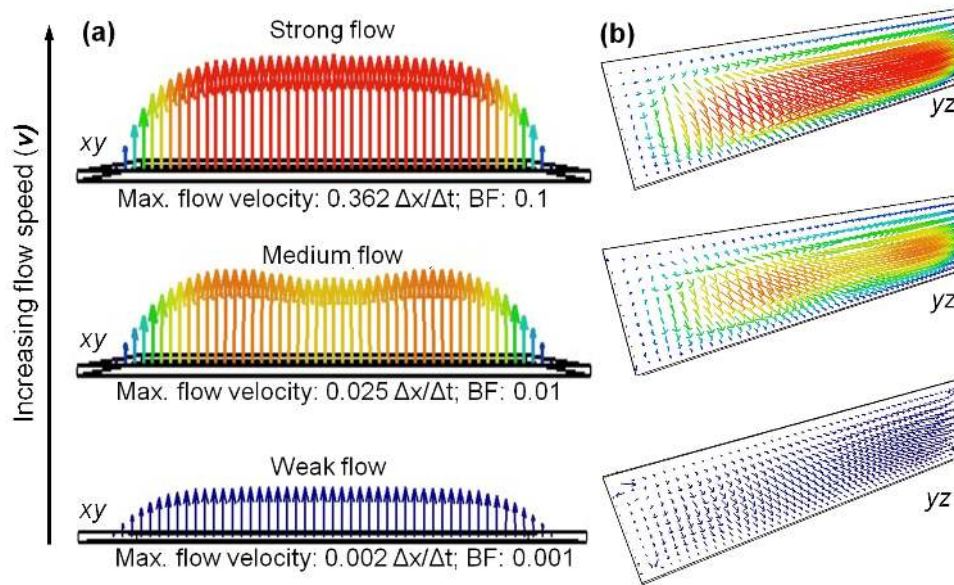 Increasing flow speed (v)
(a)
Strong flow
xy
Max. flow velocity: 0.362 Δx/Δt; BF: 0.1
Medium flow
xy
Max. flow velocity: 0.025 Δx/Δt; BF: 0.01
Weak flow
xy
Max. flow velocity: 0.002 Δx/Δt; BF: 0.001
(b)
yz
yz
yz